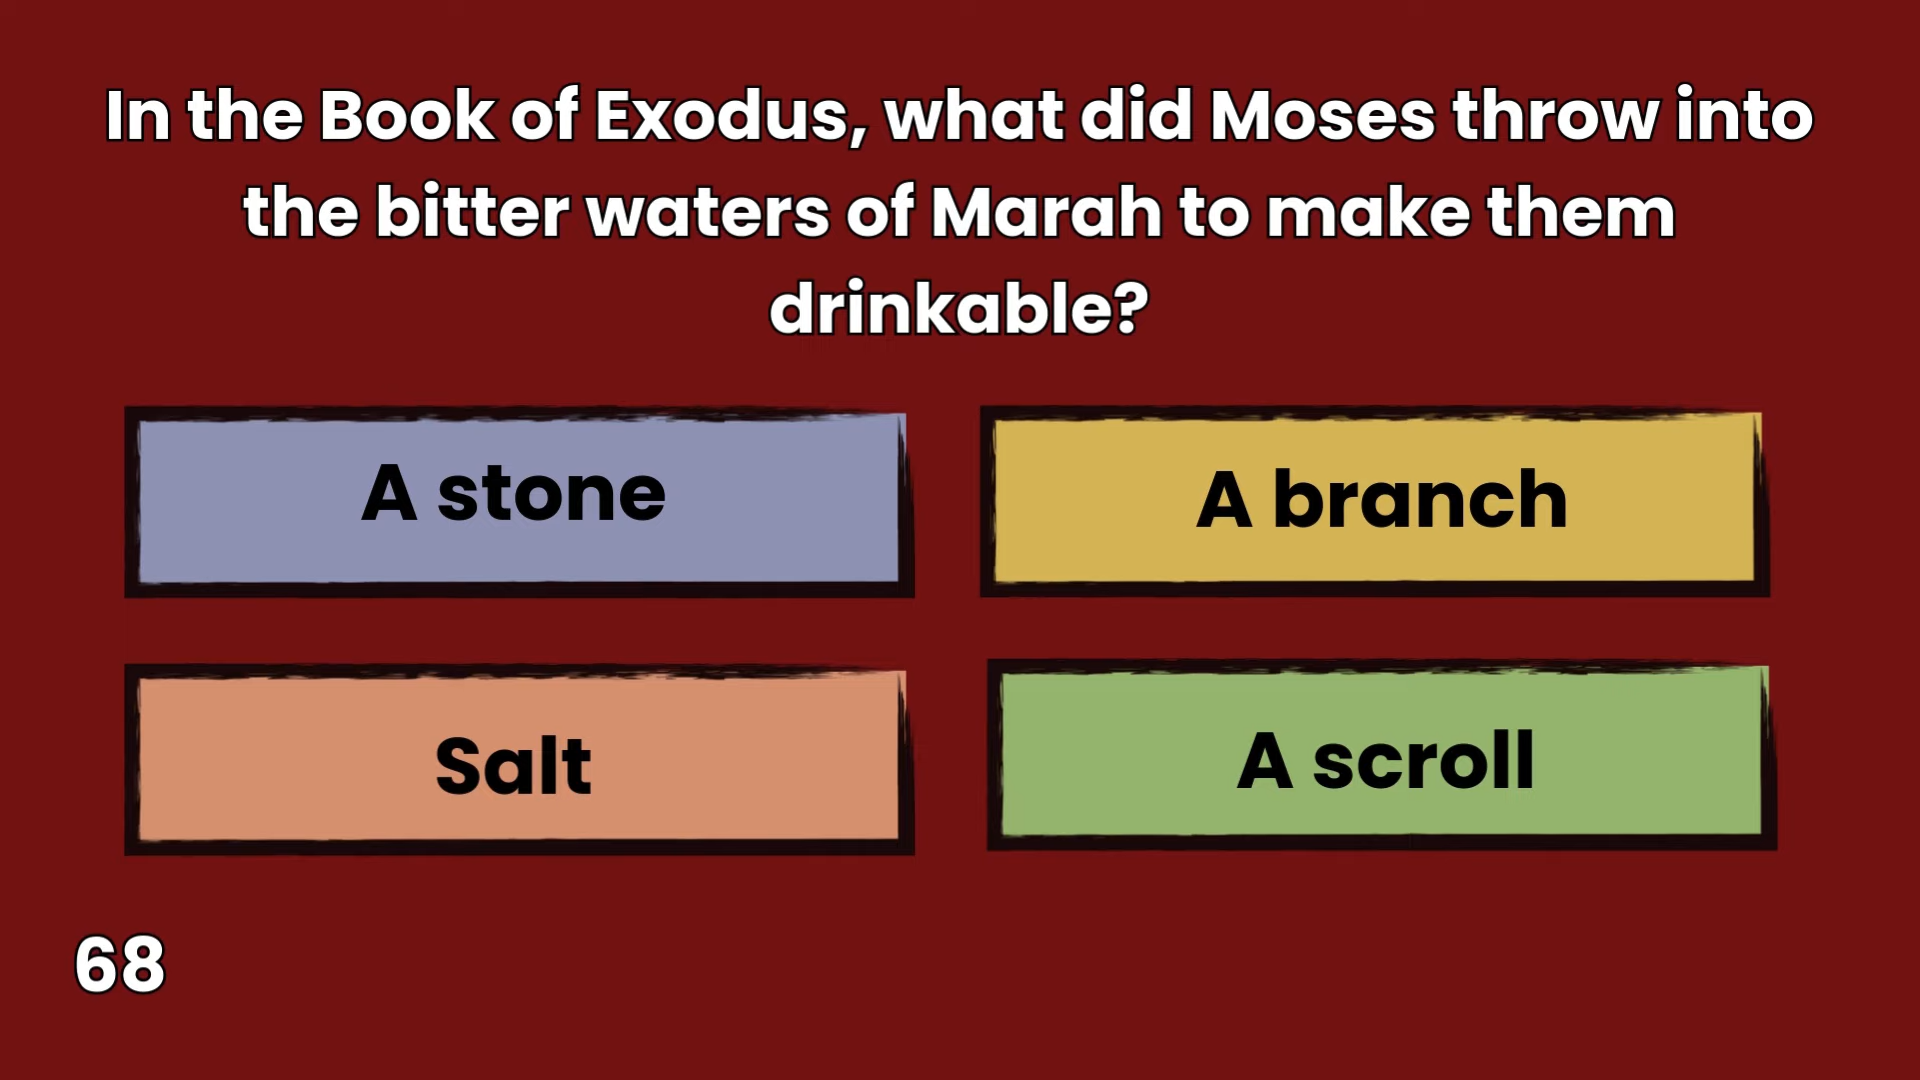 In the Book of Exodus, what did Moses throw into
the bitter waters of Marah to make them
drinkable?
A stone
A branch
Salt
A scroll
68